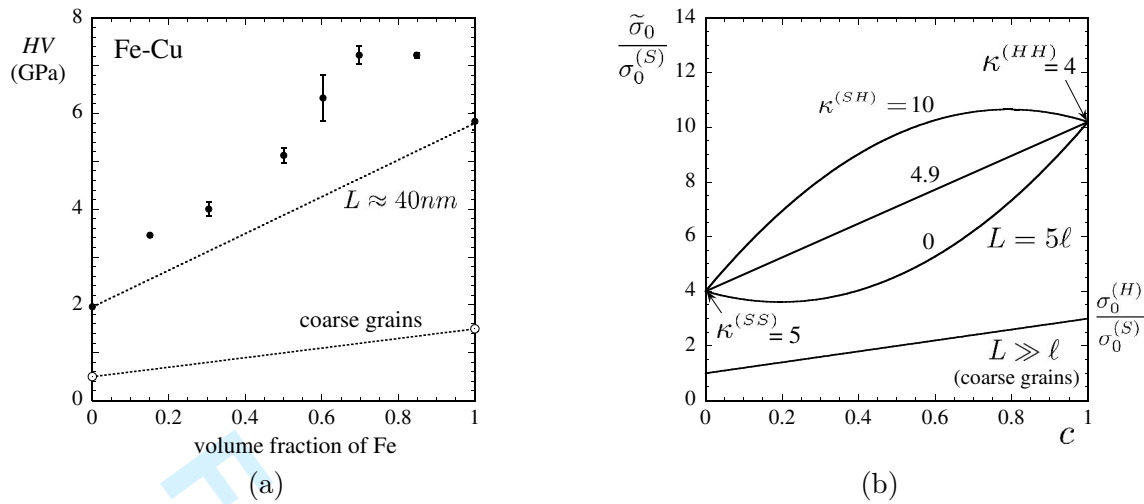 8
HV
(GPa)
Fe-Cu
6
4
L ≈ 40nm
2
coarse grains
0
0
0.2
0.4
0.6
0.8
1
volume fraction of Fe
(a)
14
σ̃₀
σ₀^(S)
12
κ^(HH) = 4
κ^(SH) = 10
10
8
4.9
6
0
L = 5ℓ
4
κ^(SS) = 5
σ₀^(H)
σ₀^(S)
2
L ≫ ℓ
(coarse grains)
0
0
0.2
0.4
0.6
0.8
1
c
(b)
F